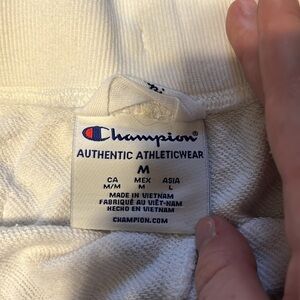 Champion®
AUTHENTIC ATHLETICWEAR
M
CA MEX ASIA
M/M M L
MADE IN VIETNAM
FABRIQUÉ AU VIÊT-NAM
HECHO EN VIETNAM
CHAMPION.COM